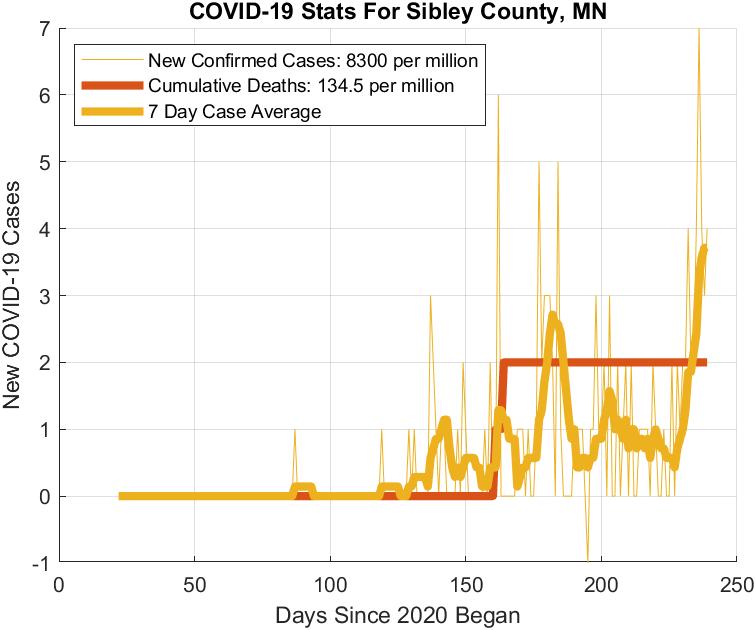 COVID-19 Stats For Sibley County, MN
New Confirmed Cases: 8300 per million
Cumulative Deaths: 134.5 per million
7 Day Case Average
New COVID-19 Cases
7
6
5
4
3
2
1
0
-1
0 50 100 150 200 250
Days Since 2020 Began